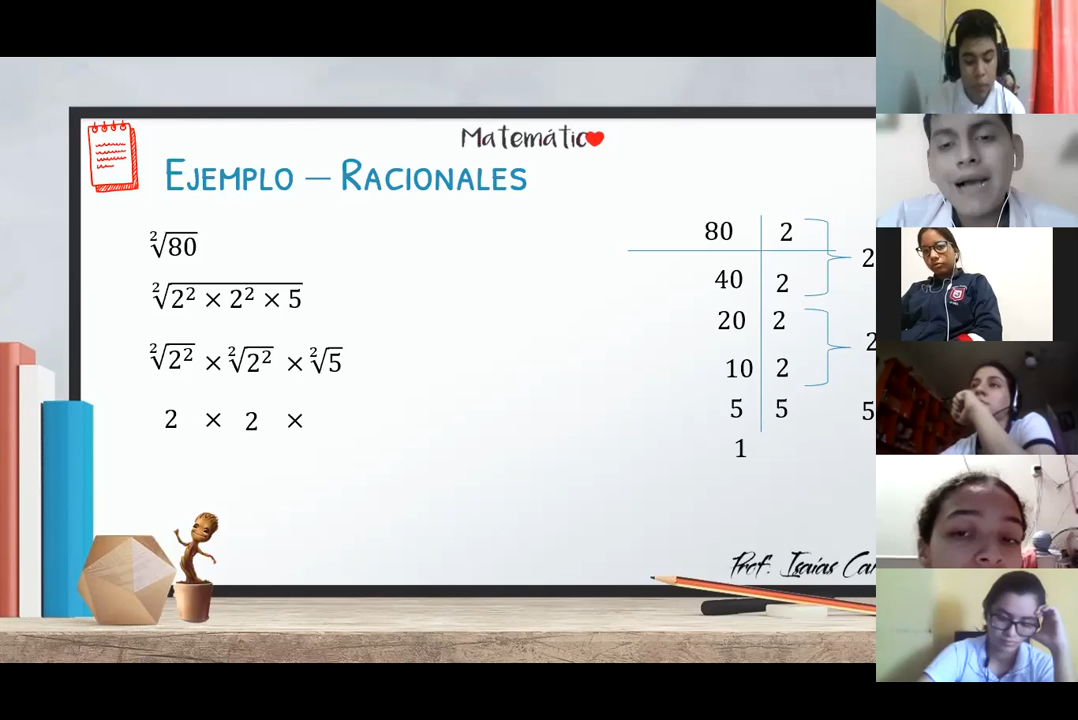 Matemátic
EJEMPLO – RACIONALES
²√80
²√2² × 2² × 5
²√2² × ²√2² × ²√5
2 × 2 ×
80 2
40 2
20 2
10 2
5 5
1
2
2
5
Prof. Isaías